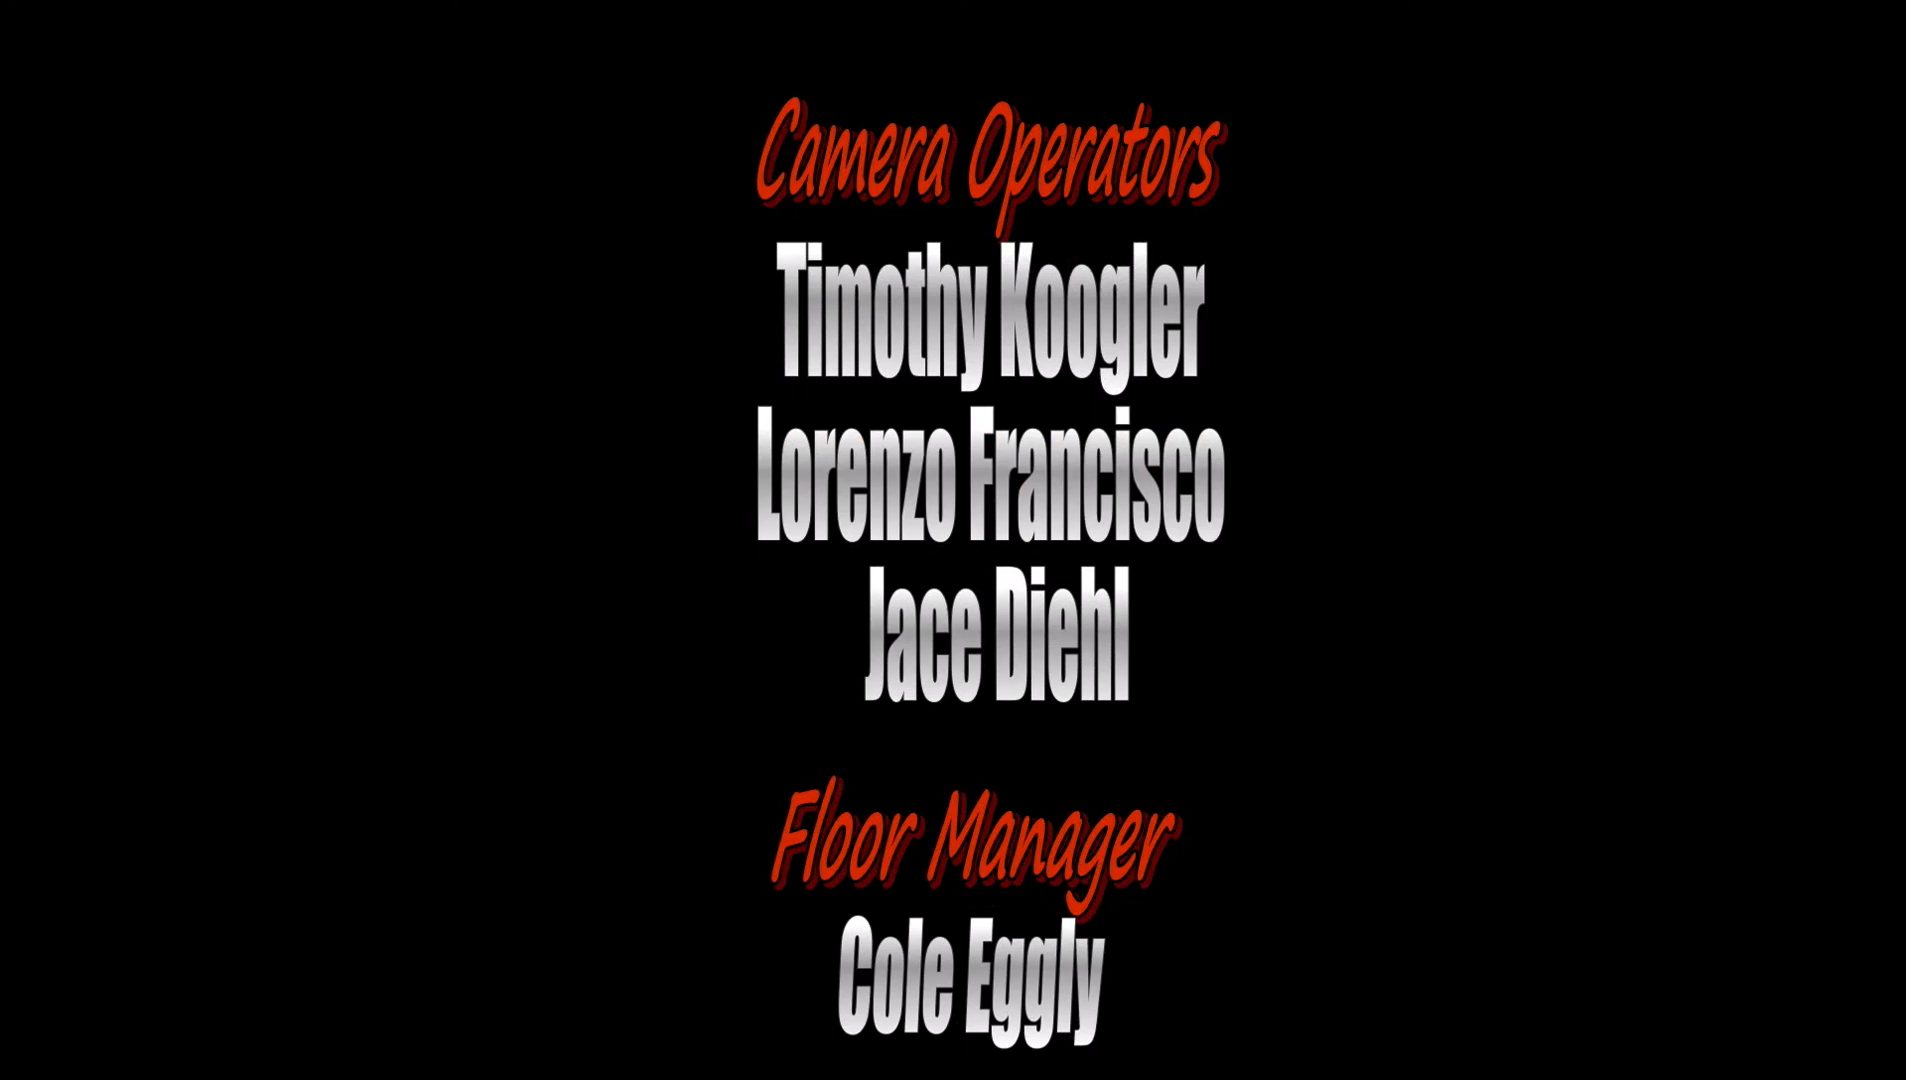 Camera Operators
Timothy Koogler
Lorenzo Francisco
Jace Diehl
Floor Manager
Cole Eggly